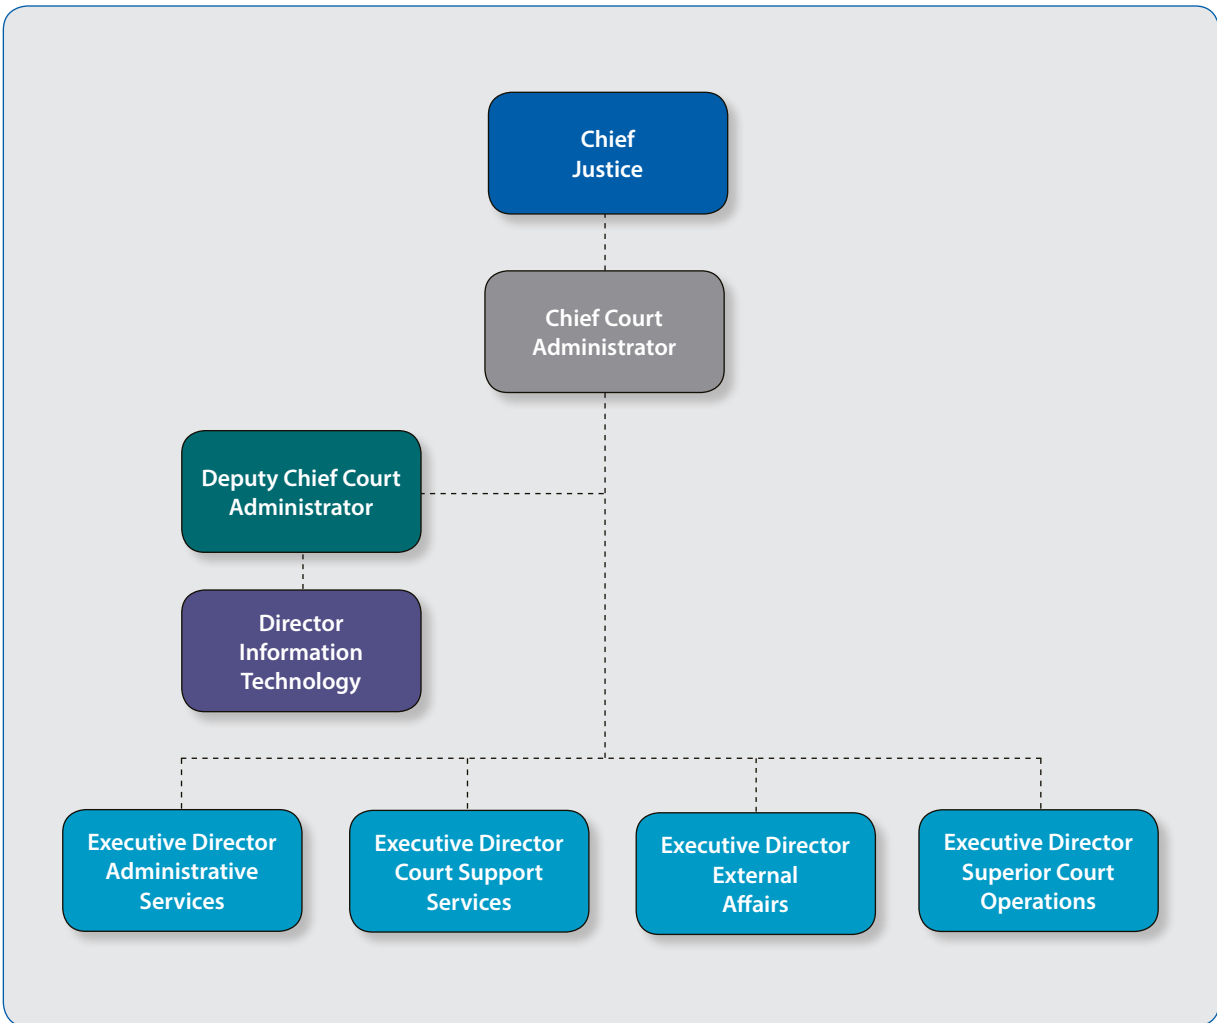 Chief
Justice
Chief Court
Administrator
Deputy Chief Court
Administrator
Director
Information
Technology
Executive Director
Administrative
Services
Executive Director
Court Support
Services
Executive Director
External
Affairs
Executive Director
Superior Court
Operations